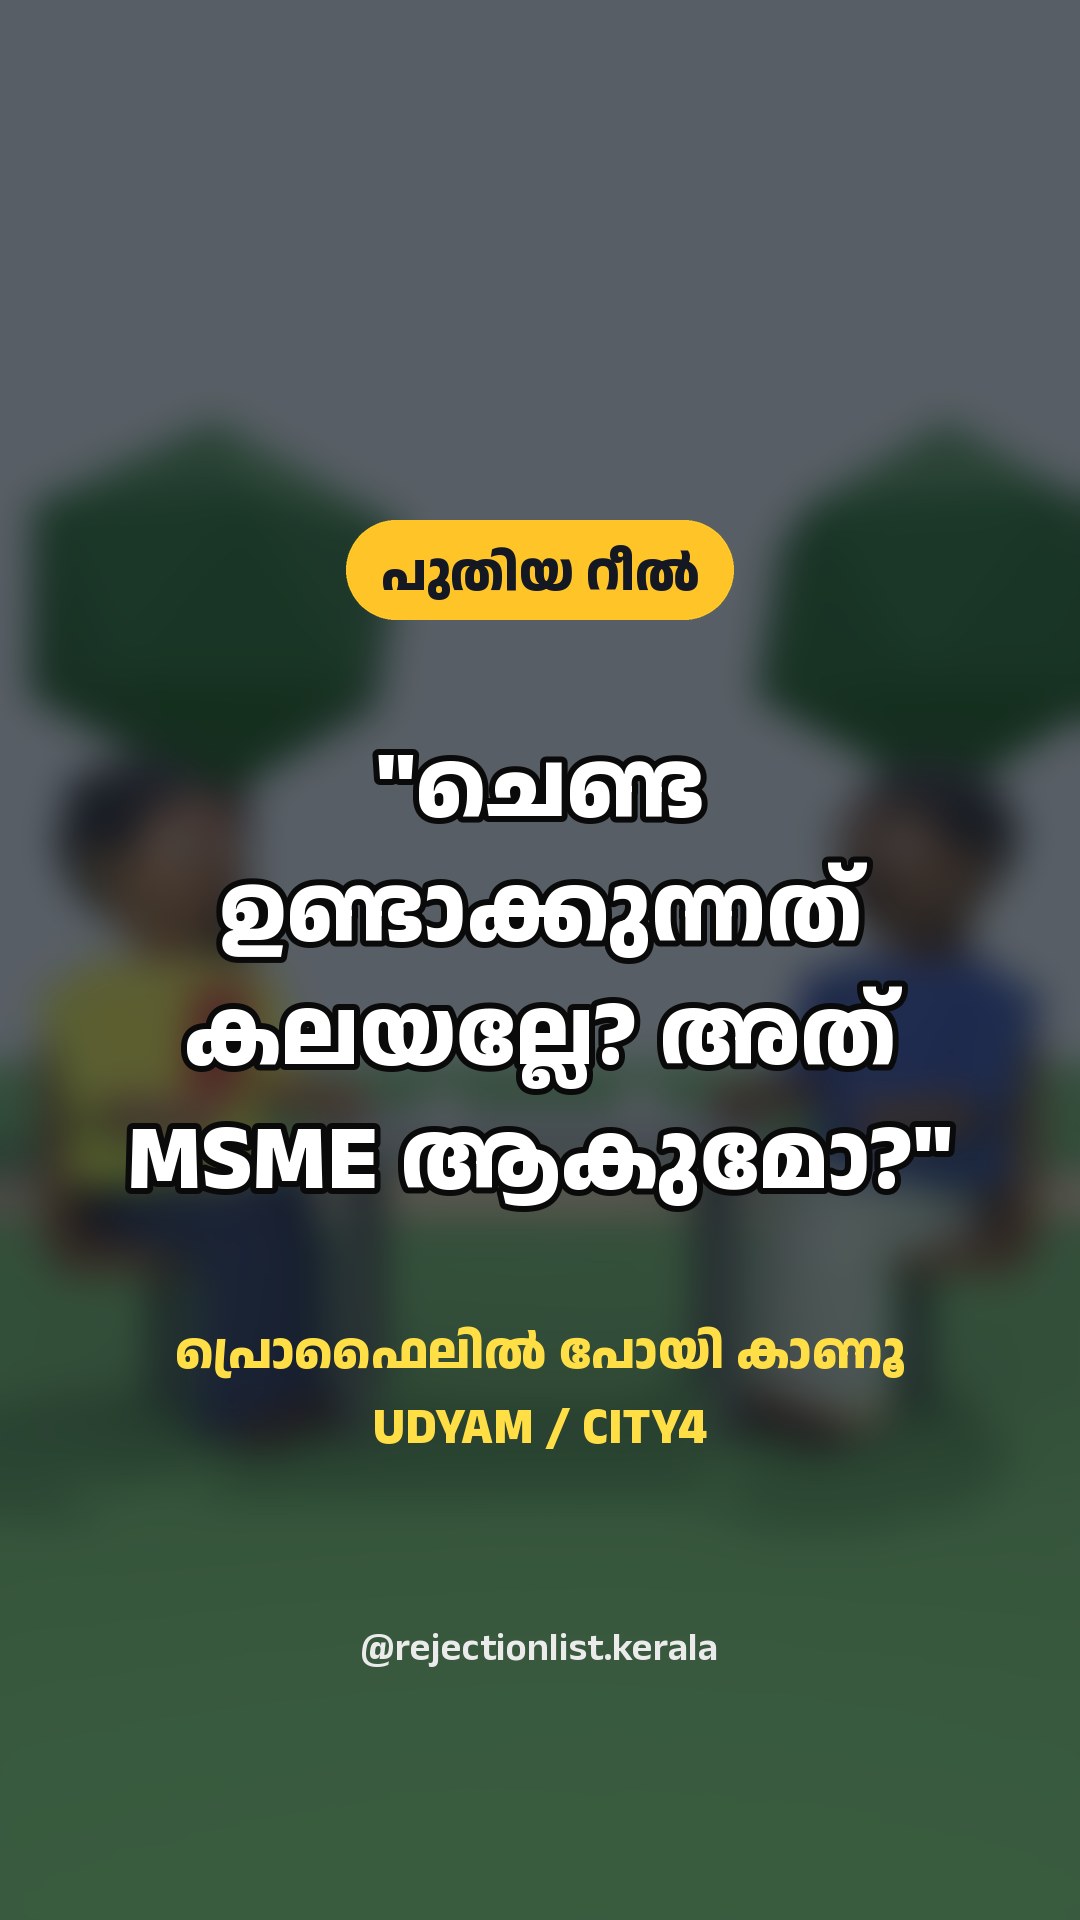 പുതിയ റീൽ
"ചെണ്ട
ഉണ്ടാക്കുന്നത്
കലയല്ലേ? അത്
MSME ആകുമോ?"
പ്രൊഫൈലിൽ പോയി കാണൂ
UDYAM / CITY4
@rejectionlist.kerala